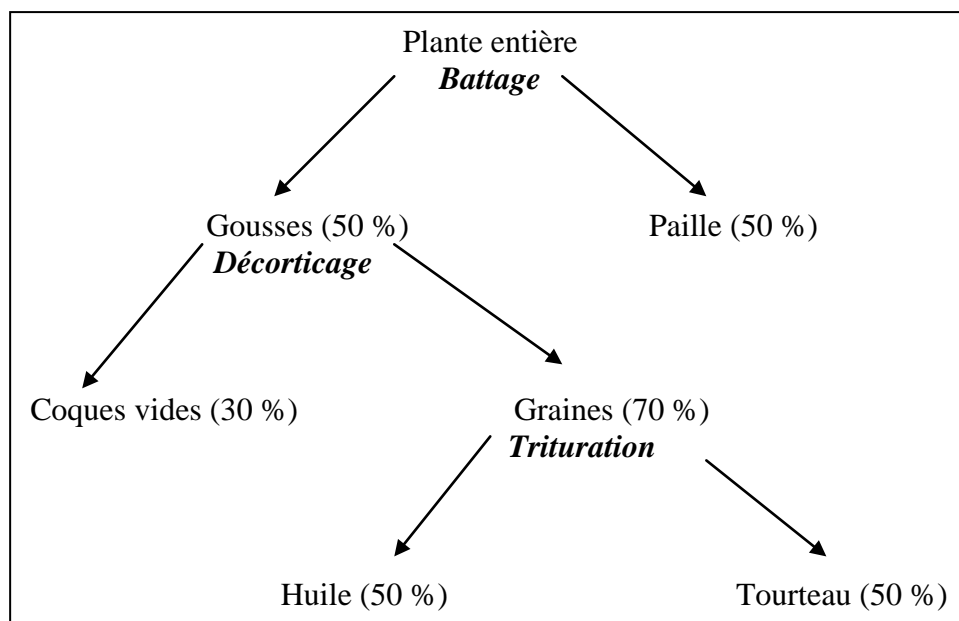 Plante entière
Battage
Gousses (50 %)
Paille (50 %)
Décorticage
Coques vides (30 %)
Graines (70 %)
Trituration
Huile (50 %)
Tourteau (50 %)